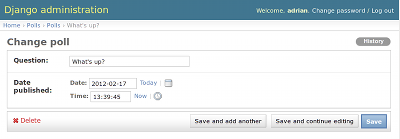 Django administration
Welcome, adrian. Change password / Log out
Home › Polls › Polls › What's up?
Change poll
History
Question: What's up?
Date published: Date: 2012-02-17 Today |
Time: 13:39:45 Now |
Delete Save and add another Save and continue editing Save